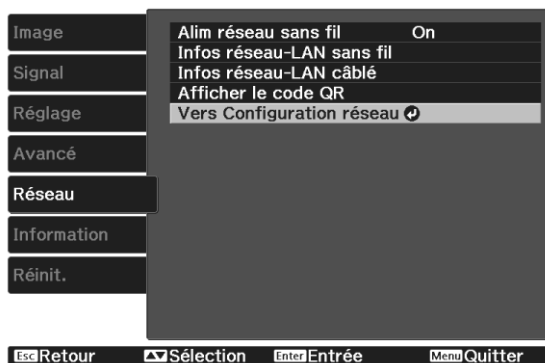 Image
Signal
Réglage
Avancé
Réseau
Information
Réinit.
Alim réseau sans fil On
Infos réseau-LAN sans fil
Infos réseau-LAN câblé
Afficher le code QR
Vers Configuration réseau
Esc Retour Sélection Enter Entrée Menu Quitter